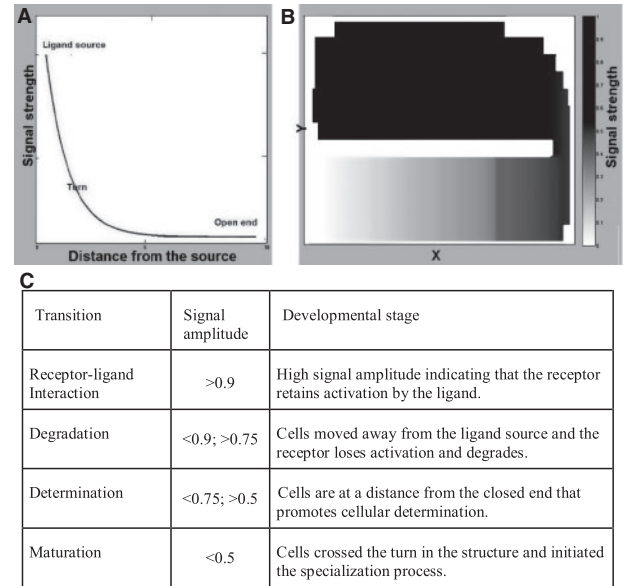 A
Ligand source
Signal strength
Turn
Open end
Distance from the source
B
Y
X
Signal strength
C
Transition
Signal
amplitude
Developmental stage
Receptor-ligand
Interaction
>0.9
High signal amplitude indicating that the receptor
retains activation by the ligand.
Degradation
<0.9; >0.75
Cells moved away from the ligand source and the
receptor loses activation and degrades.
Determination
<0.75; >0.5
Cells are at a distance from the closed end that
promotes cellular determination.
Maturation
<0.5
Cells crossed the turn in the structure and initiated
the specialization process.